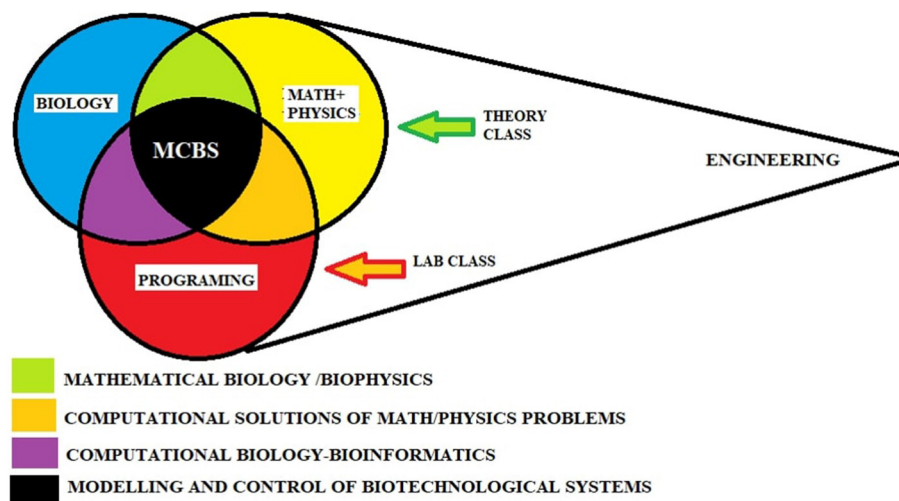 BIOLOGY
MATH+
PHYSICS
THEORY
CLASS
MCBS
ENGINEERING
LAB CLASS
PROGRAMING
MATHEMATICAL BIOLOGY /BIOPHYSICS
COMPUTATIONAL SOLUTIONS OF MATH/PHYSICS PROBLEMS
COMPUTATIONAL BIOLOGY-BIOINFORMATICS
MODELLING AND CONTROL OF BIOTECHNOLOGICAL SYSTEMS